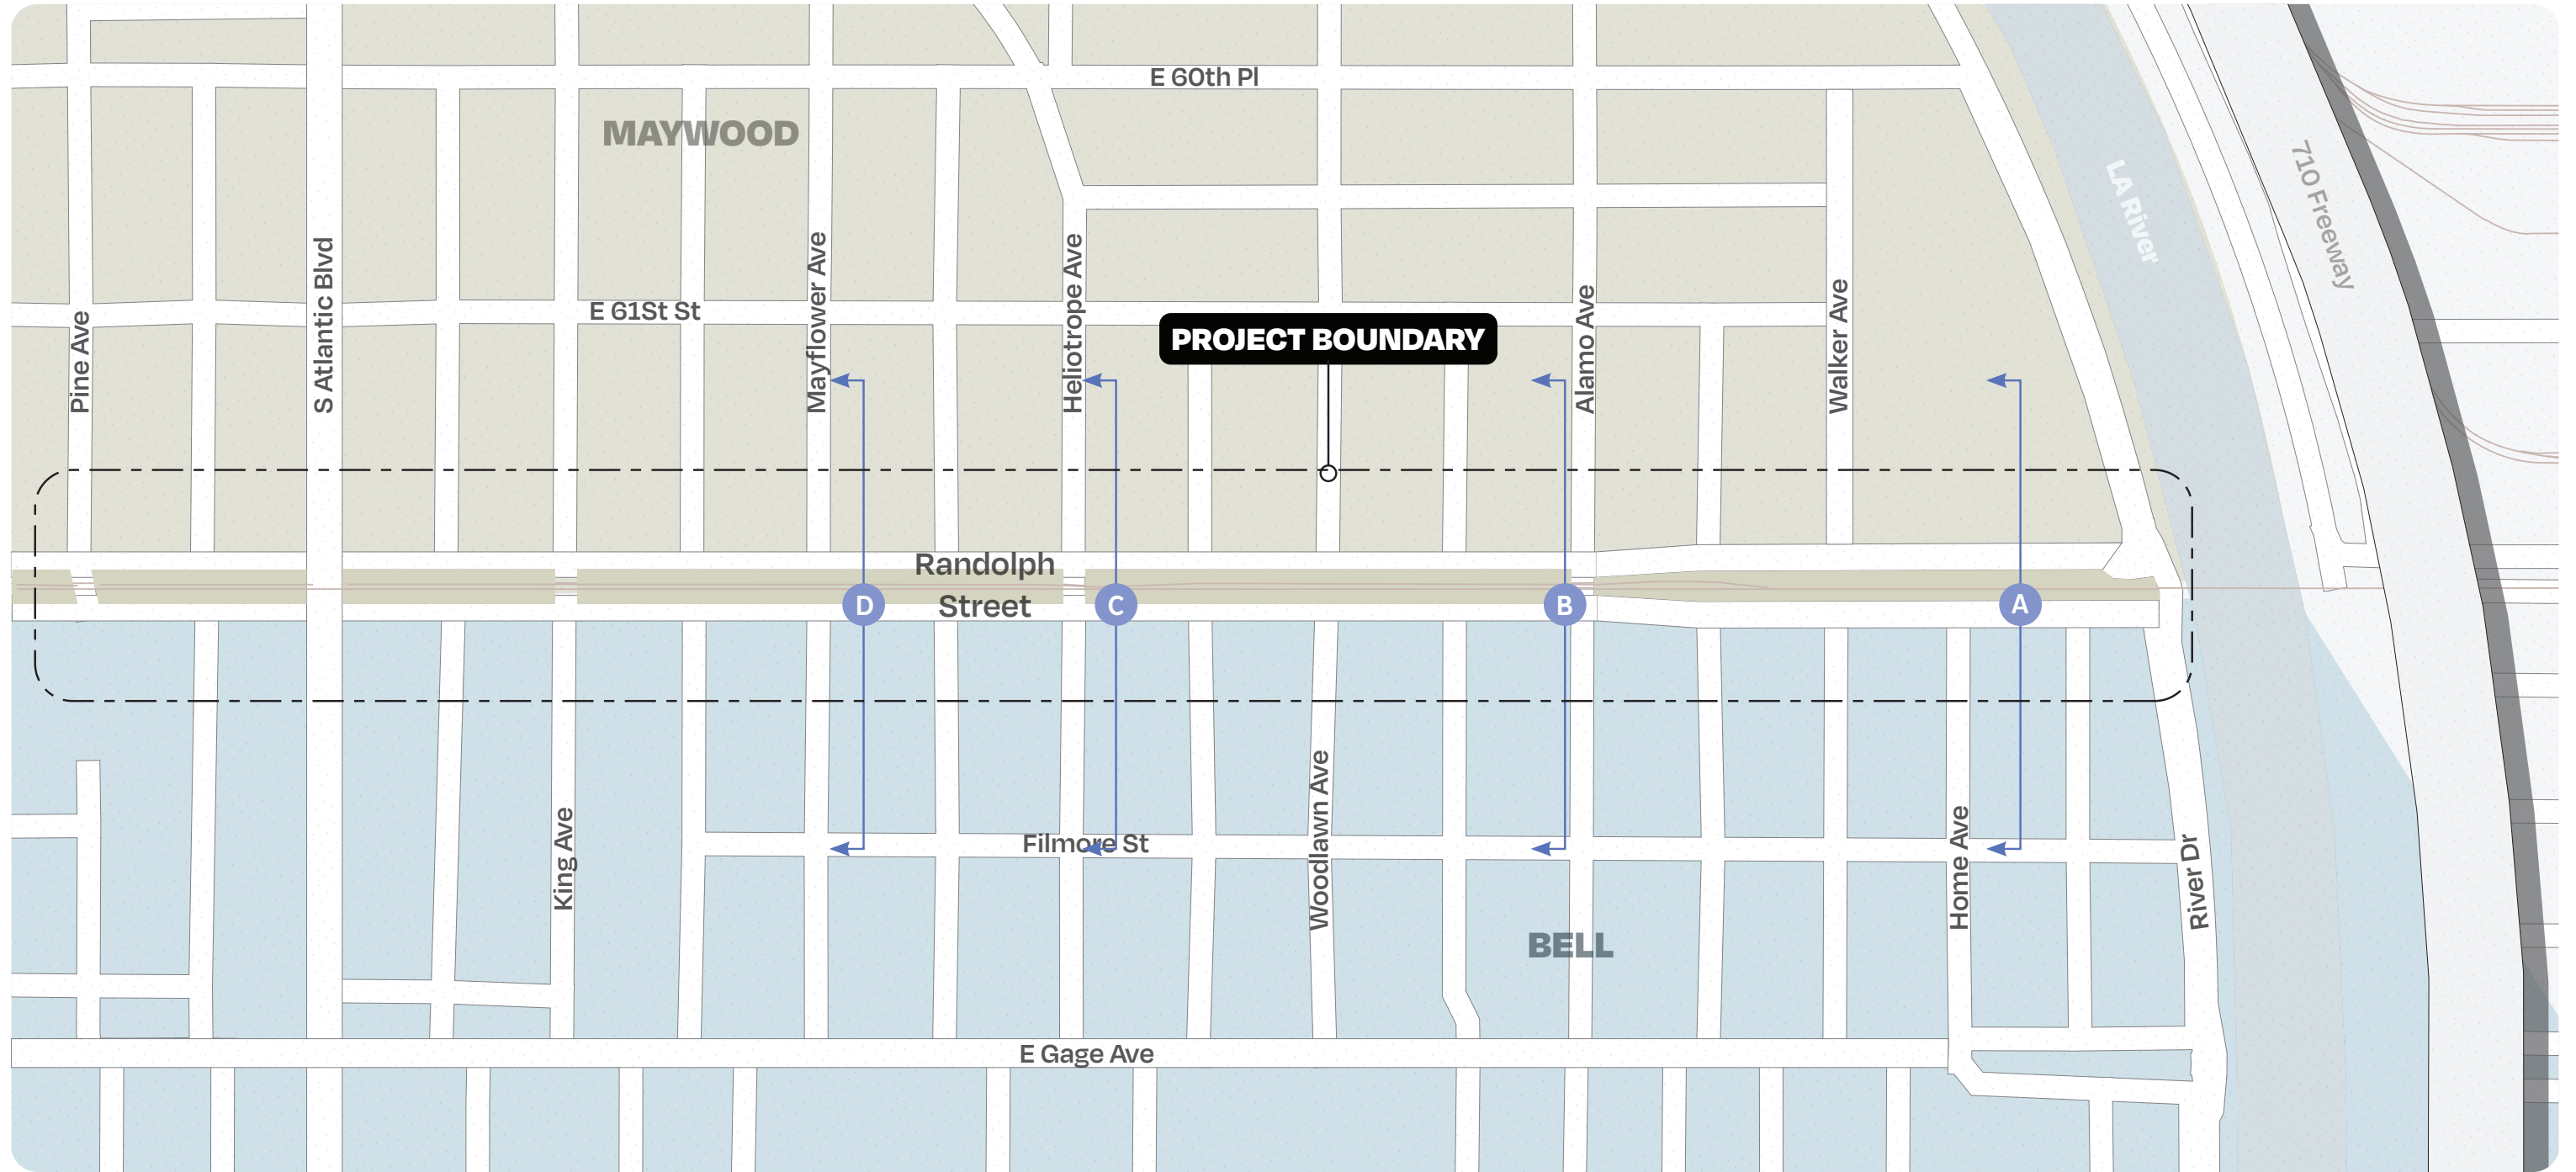 E 60th Pl
MAYWOOD
LA River
710 Freeway
Pine Ave
S Atlantic Blvd
E 61St St
Mayflower Ave
Heliotrope Ave
PROJECT BOUNDARY
Alamo Ave
Walker Ave
Randolph
Street
D
C
B
A
King Ave
Filmore St
Woodlawn Ave
BELL
Home Ave
River Dr
E Gage Ave